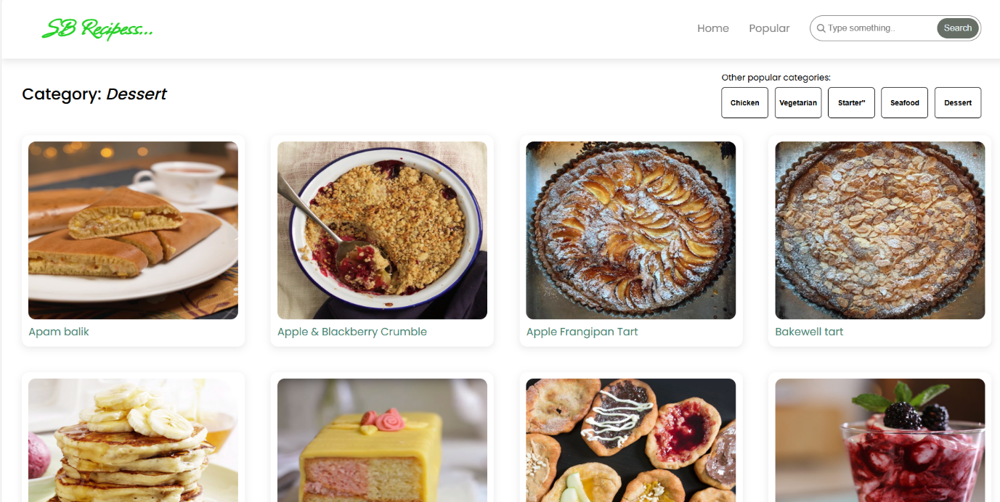 SB Recipess...
Home
Popular
Type something..
Search
Category: Dessert
Other popular categories:
Chicken
Vegetarian
Starter"
Seafood
Dessert
Apam balik
Apple & Blackberry Crumble
Apple Frangipan Tart
Bakewell tart